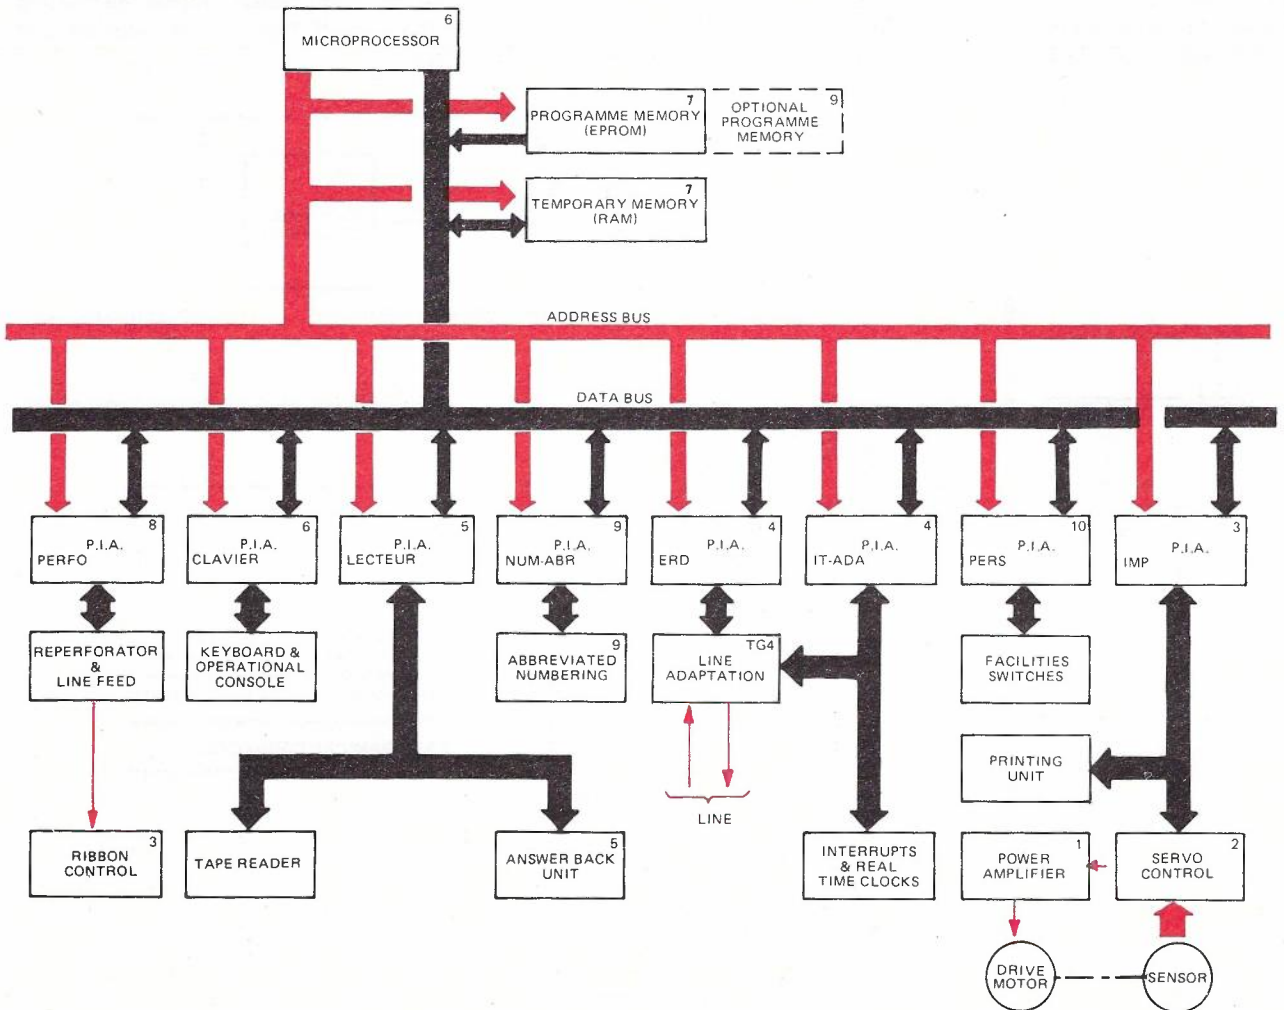 6
MICROPROCESSOR
7
PROGRAMME MEMORY
(EPROM)
9
OPTIONAL
PROGRAMME
MEMORY
7
TEMPORARY MEMORY
(RAM)
ADDRESS BUS
DATA BUS
8
P.I.A.
PERFO
6
P.I.A.
CLAVIER
5
P.I.A.
LECTEUR
9
P.I.A.
NUM-ABR
4
P.I.A.
ERD
4
P.I.A.
IT-ADA
10
P.I.A.
PERS
3
P.I.A.
IMP
REPERFORATOR
&
LINE FEED
KEYBOARD &
OPERATIONAL
CONSOLE
9
ABBREVIATED
NUMBERING
TG4
LINE
ADAPTATION
FACILITIES
SWITCHES
PRINTING
UNIT
LINE
3
RIBBON
CONTROL
TAPE READER
5
ANSWER BACK
UNIT
INTERRUPTS
& REAL
TIME CLOCKS
1
POWER
AMPLIFIER
2
SERVO
CONTROL
DRIVE
MOTOR
SENSOR